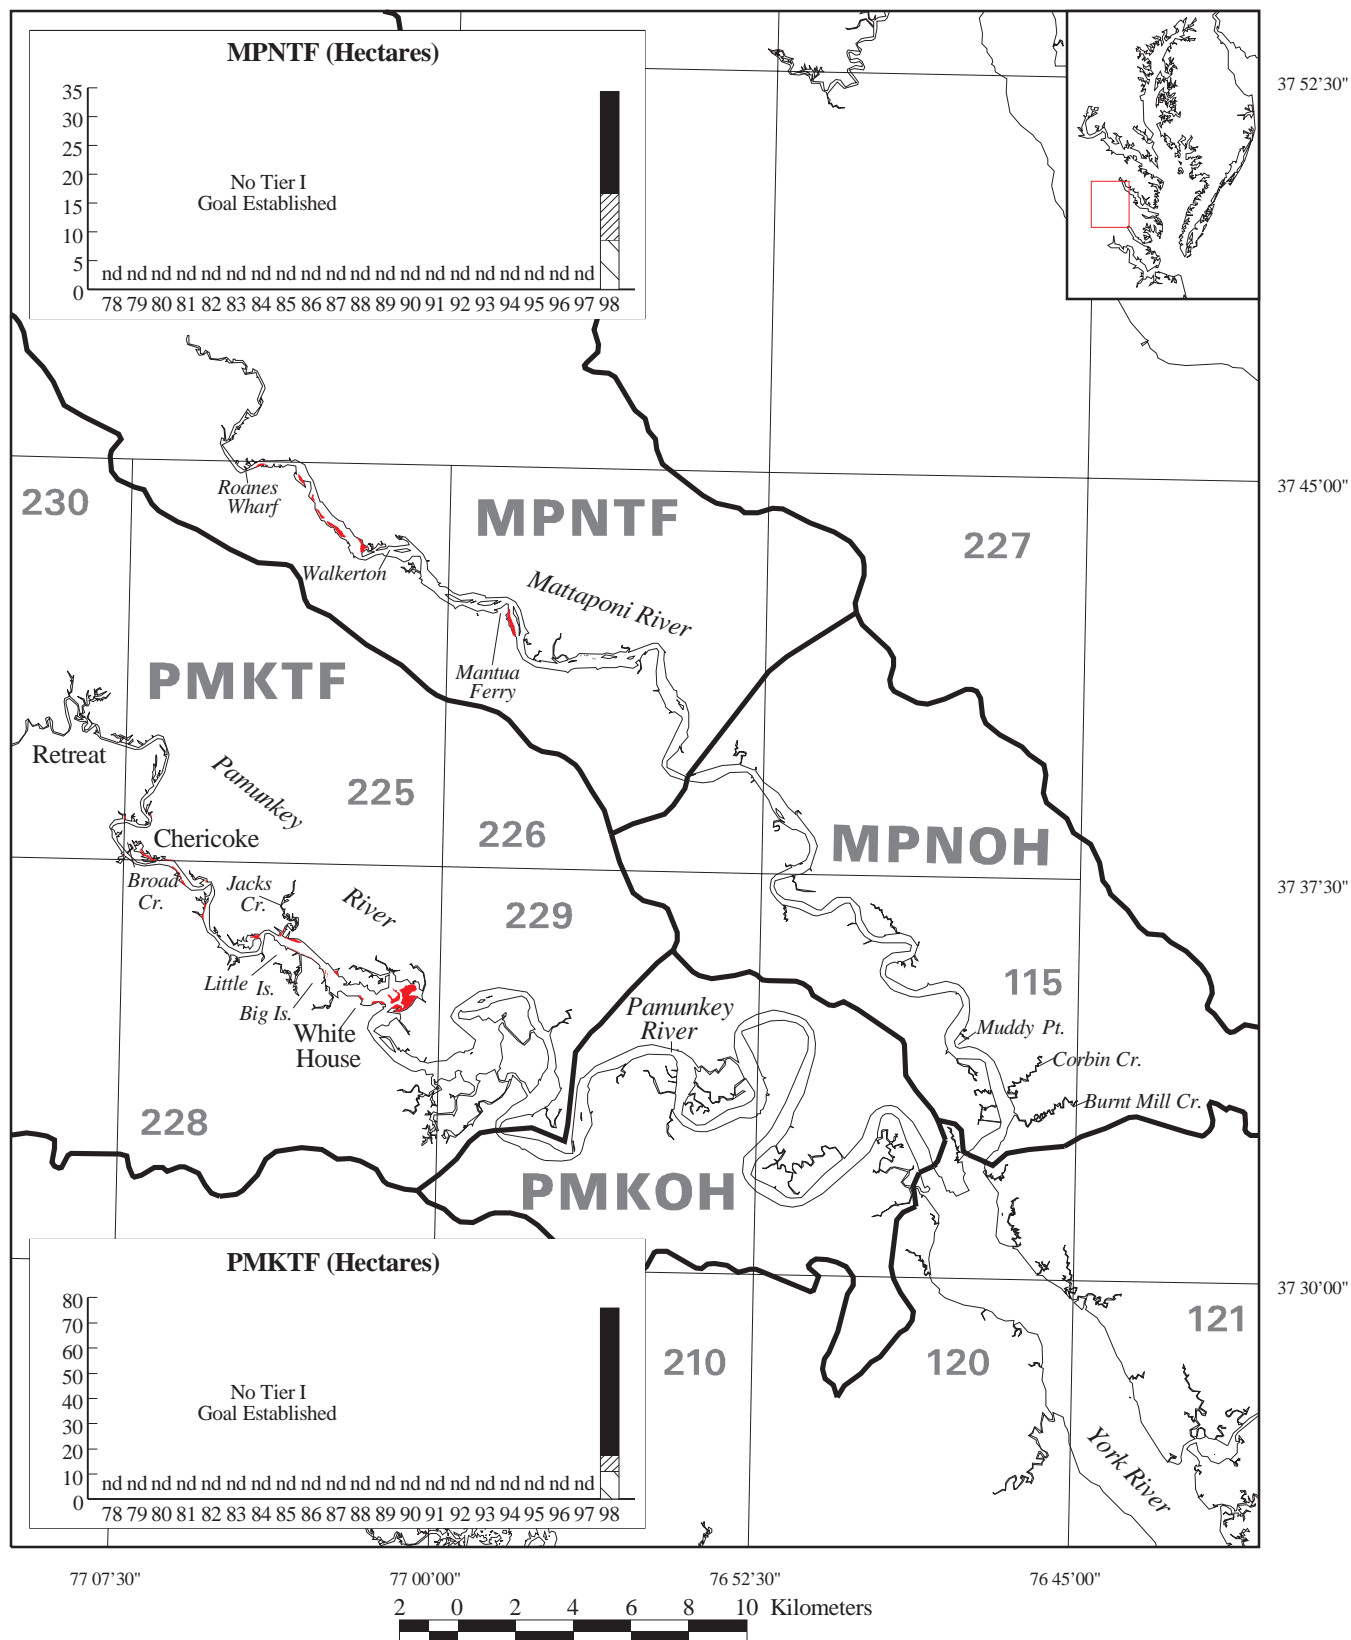 MPNTF (Hectares)
35
30
25
20
15
10
5
0
No Tier I
Goal Established
nd nd nd nd nd nd nd nd nd nd nd nd nd nd nd nd nd nd nd nd
78 79 80 81 82 83 84 85 86 87 88 89 90 91 92 93 94 95 96 97 98
37 52'30"
37 45'00"
37 37'30"
37 30'00"
230
Roanes
Wharf
MPNTF
227
Walkerton
Mattaponi River
Mantua
Ferry
PMKTF
Retreat
Pamunkey
225
226
Chericoke
MPNOH
Broad
Cr.
Jacks
Cr.
River
229
115
Little Is.
Big Is.
White
House
Pamunkey
River
Muddy Pt.
Corbin Cr.
Burnt Mill Cr.
228
PMKOH
PMKTF (Hectares)
80
70
60
50
40
30
20
10
0
No Tier I
Goal Established
nd nd nd nd nd nd nd nd nd nd nd nd nd nd nd nd nd nd nd nd
78 79 80 81 82 83 84 85 86 87 88 89 90 91 92 93 94 95 96 97 98
210
120
121
York River
77 07'30"
77 00'00"
76 52'30"
76 45'00"
2 0 2 4 6 8 10 Kilometers